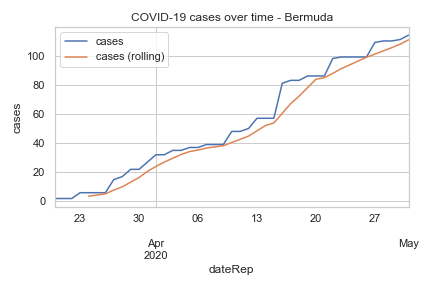 COVID-19 cases over time - Bermuda
cases
cases (rolling)
cases
100
80
60
40
20
0
23 30 06 13 20 27
Apr May
2020
dateRep